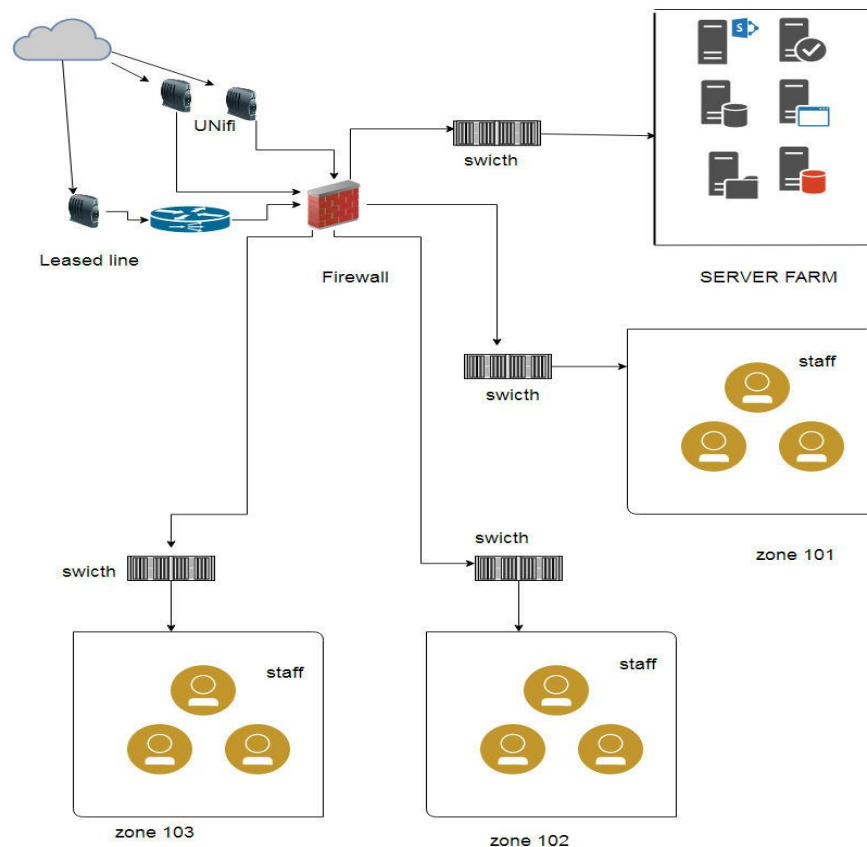 UNifi
swicth
Leased line
Firewall
SERVER FARM
staff
swicth
zone 101
swicth
swicth
staff
staff
zone 103
zone 102